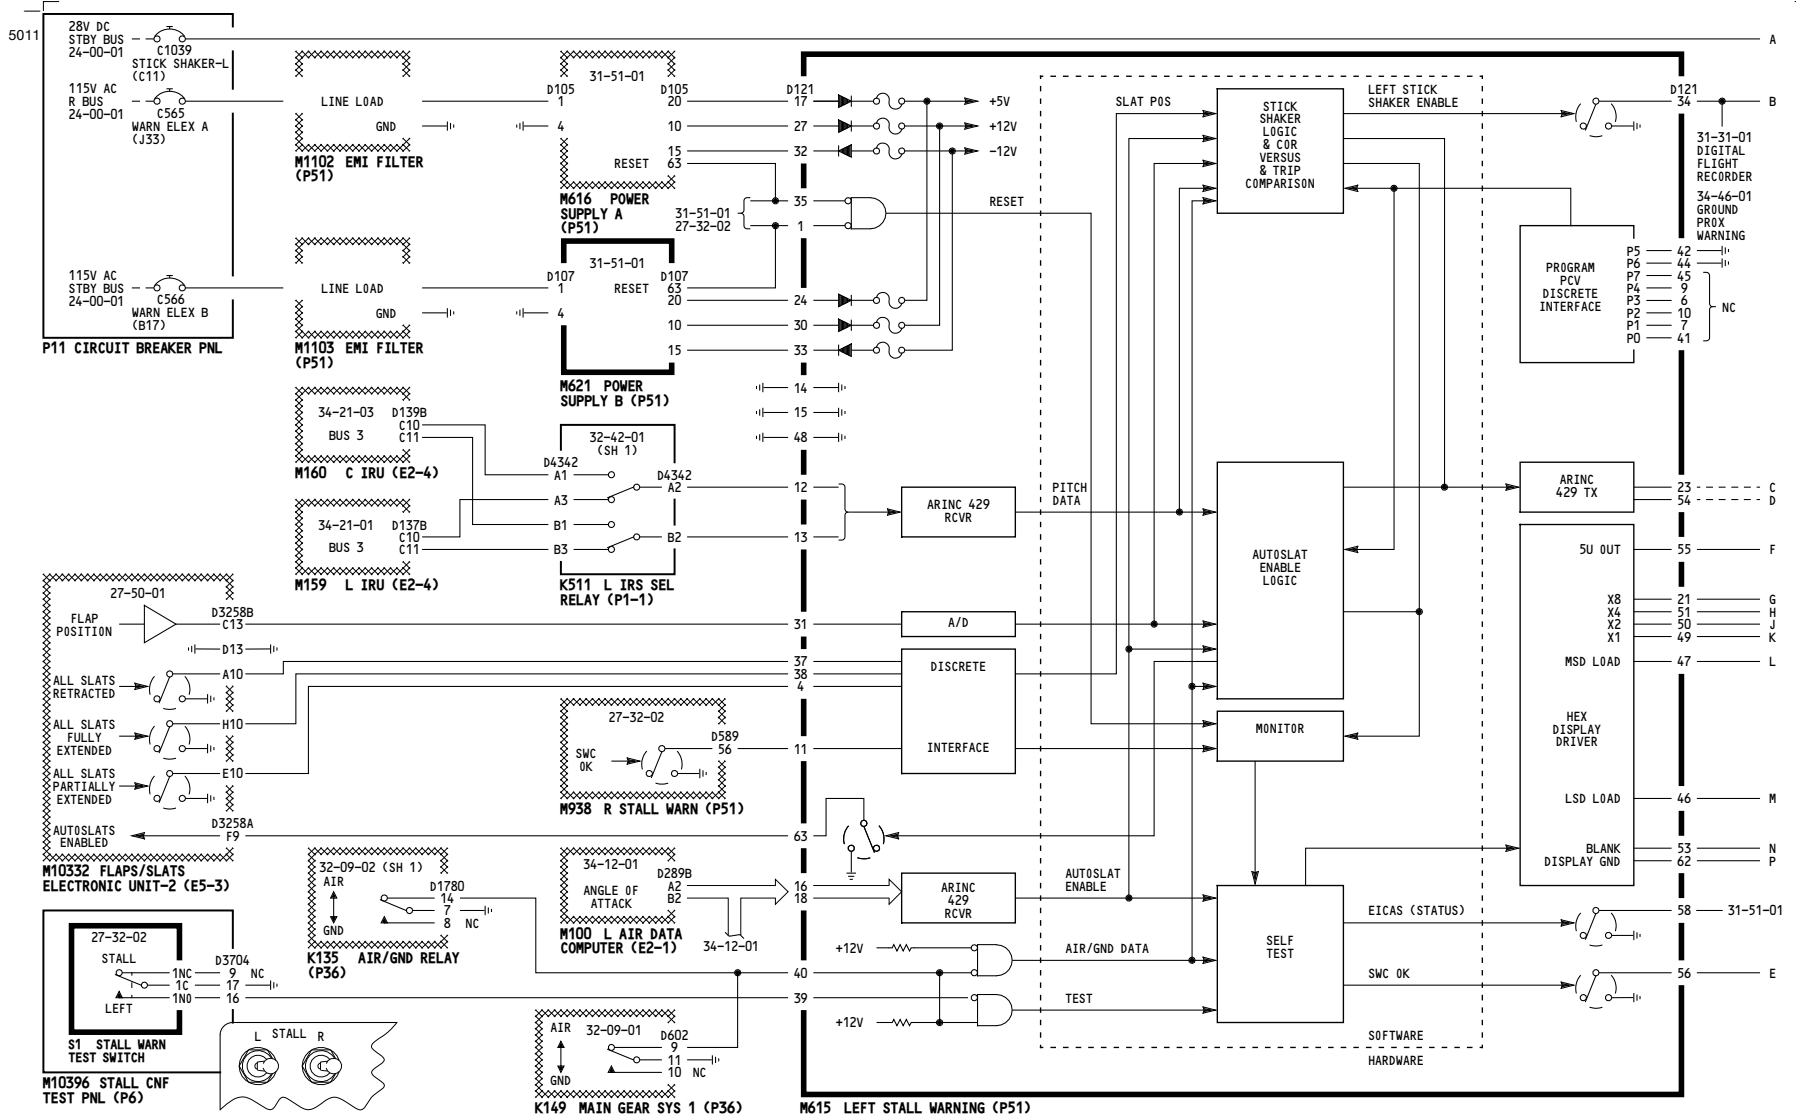 5011
28V DC
STBY BUS
24-00-01
C1039
STICK SHAKER-L
(C11)
115V AC
R BUS
24-00-01
C565
WARN ELEX A
(J33)
115V AC
STBY BUS
24-00-01
C566
WARN ELEX B
(B17)
P11 CIRCUIT BREAKER PNL
LINE LOAD
GND
M1102 EMI FILTER
(P51)
LINE LOAD
GND
M1103 EMI FILTER
(P51)
31-51-01
D105
1
4
D105
20
10
15
RESET 63
M616 POWER
SUPPLY A
(P51)
31-51-01
27-32-02
31-51-01
D107
1
4
D107
RESET 63
20
10
15
M621 POWER
SUPPLY B (P51)
34-21-03
BUS 3
D139B
C10
C11
M160 C IRU (E2-4)
34-21-01
BUS 3
D137B
C10
C11
M159 L IRU (E2-4)
32-42-01
(SH 1)
D4342
A1
A3
B1
B3
D4342
A2
B2
K511 L IRS SEL
RELAY (P1-1)
27-50-01
FLAP
POSITION
D3258B
C13
D13
ALL SLATS
RETRACTED
A10
ALL SLATS
FULLY
EXTENDED
H10
ALL SLATS
PARTIALLY
EXTENDED
E10
AUTOSLATS
ENABLED
D3258A
F9
M10332 FLAPS/SLATS
ELECTRONIC UNIT-2 (E5-3)
27-32-02
SWC
OK
D589
56
M938 R STALL WARN (P51)
32-09-02 (SH 1)
AIR
GND
D1780
14
7
8 NC
K135 AIR/GND RELAY
(P36)
34-12-01
ANGLE OF
ATTACK
D289B
A2
B2
M100 L AIR DATA
COMPUTER (E2-1)
34-12-01
27-32-02
STALL
LEFT
1NC
1C
1NO
D3704
9 NC
17
16
S1 STALL WARN
TEST SWITCH
M10396 STALL CNF
TEST PNL (P6)
L STALL R
AIR
GND
32-09-01
D602
9
11
10 NC
K149 MAIN GEAR SYS 1 (P36)
D121
17
27
32
35
1
24
30
33
14
15
48
12
13
31
37
38
4
11
63
16
18
40
39
+5V
+12V
-12V
RESET
ARINC 429
RCVR
PITCH
DATA
A/D
DISCRETE
INTERFACE
ARINC
429
RCVR
AUTOSLAT
ENABLE
+12V
AIR/GND DATA
+12V
TEST
SLAT POS
STICK
SHAKER
LOGIC
& COR
VERSUS
& TRIP
COMPARISON
LEFT STICK
SHAKER ENABLE
AUTOSLAT
ENABLE
LOGIC
MONITOR
SELF
TEST
EICAS (STATUS)
SWC OK
SOFTWARE
HARDWARE
M615 LEFT STALL WARNING (P51)
PROGRAM
PCV
DISCRETE
INTERFACE
P5 42
P6 44
P7 45
P4 9
P3 6
P2 10
P1 7
P0 41
NC
A
D121
34
B
31-31-01
DIGITAL
FLIGHT
RECORDER
34-46-01
GROUND
PROX
WARNING
ARINC
429 TX
23 C
54 D
5U OUT 55 F
X8 21 G
X4 51 H
X2 50 J
X1 49 K
MSD LOAD 47 L
HEX
DISPLAY
DRIVER
LSD LOAD 46 M
BLANK 53 N
DISPLAY GND 62 P
58 31-51-01
56 E